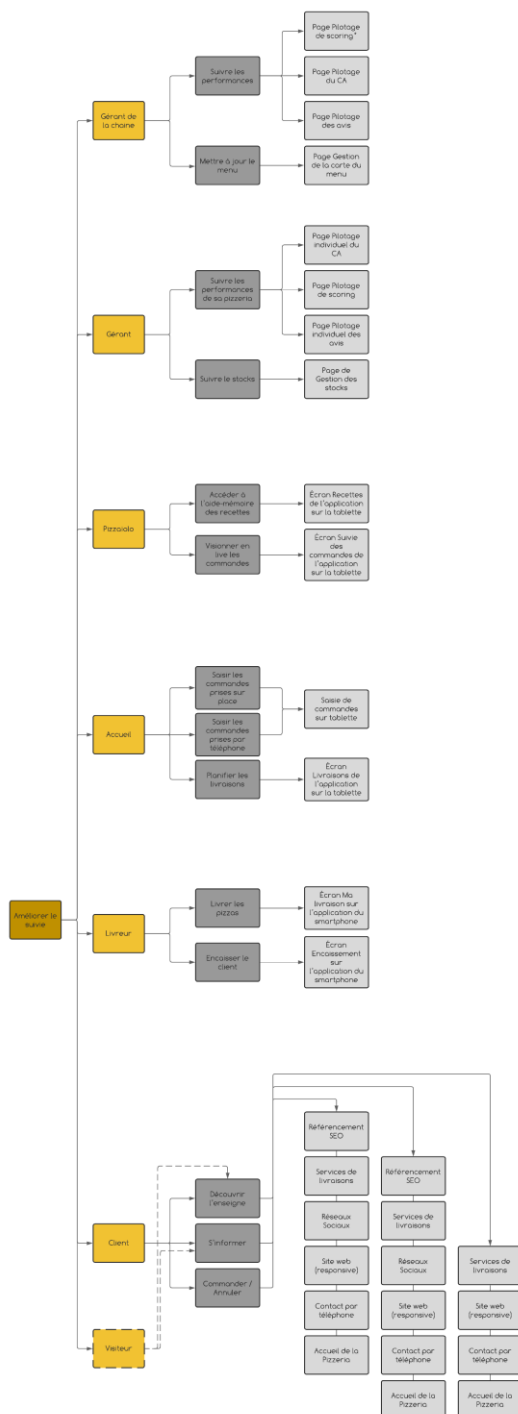 Page Pilotage
de scoring*
Suivre les
performances
Page Pilotage
du CA
Gérant de
la chaine
Page Pilotage
des avis
Mettre à jour le
menu
Page Gestion
de la carte du
menu
Page Pilotage
individuel du
CA
Suivre les
performances
de sa pizzeria
Page Pilotage
de scoring
Gérant
Page Pilotage
individuel des
avis
Suivre le stocks
Page de
Gestion des
stocks
Accéder à
l'aide-mémoire
des recettes
Écran Recettes
de l'application
sur la tablette
Pizzaiolo
Visionner en
live les
commandes
Écran Suivie
des
commandes de
l'application
sur la tablette
Saisir les
commandes
prises sur
place
Saisie de
commandes
sur tablette
Accueil
Saisir les
commandes
prises par
téléphone
Planifier les
livraisons
Écran
Livraisons de
l'application
sur la tablette
Améliorer le
suivie
Livrer les
pizzas
Écran Ma
livraison sur
l'application du
smartphone
Livreur
Encaisser le
client
Écran
Encaissement
sur
l'application du
smartphone
Client
Visiteur
Découvrir
l'enseigne
S'informer
Commander /
Annuler
Référencement
SEO
Services de
livraisons
Réseaux
Sociaux
Site web
(responsive)
Contact par
téléphone
Accueil de la
Pizzeria
Référencement
SEO
Services de
livraisons
Réseaux
Sociaux
Site web
(responsive)
Contact par
téléphone
Accueil de la
Pizzeria
Services de
livraisons
Site web
(responsive)
Contact par
téléphone
Accueil de la
Pizzeria